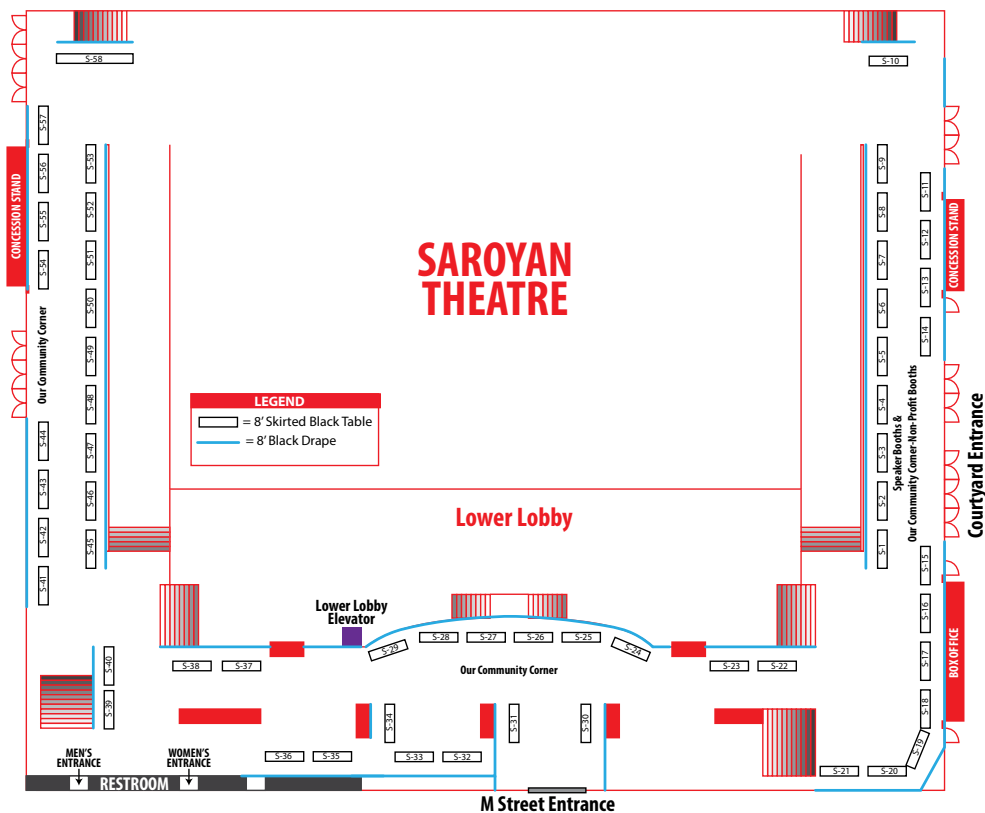 S-58
S-10
S-57
S-56
S-55
S-54
CONCESSION STAND
Our Community Corner
S-44
S-43
S-42
S-41
S-53
S-52
S-51
S-50
S-49
S-48
S-47
S-46
S-45
SAROYAN
THEATRE
LEGEND
= 8' Skirted Black Table
= 8' Black Drape
Lower Lobby
S-9
S-8
S-7
S-6
S-5
S-4
S-3
S-2
S-1
Speaker Booths &
Our Community Corner-Non-Profit Booths
S-11
S-12
S-13
S-14
CONCESSION STAND
Courtyard Entrance
S-15
S-16
S-17
S-18
S-19
BOX OFFICE
Lower Lobby
Elevator
S-28
S-27
S-26
S-25
S-29
S-24
Our Community Corner
S-40
S-39
S-38
S-37
S-23
S-22
S-34
S-31
S-30
S-36
S-35
S-33
S-32
S-21
S-20
MEN'S
ENTRANCE
WOMEN'S
ENTRANCE
RESTROOM
M Street Entrance